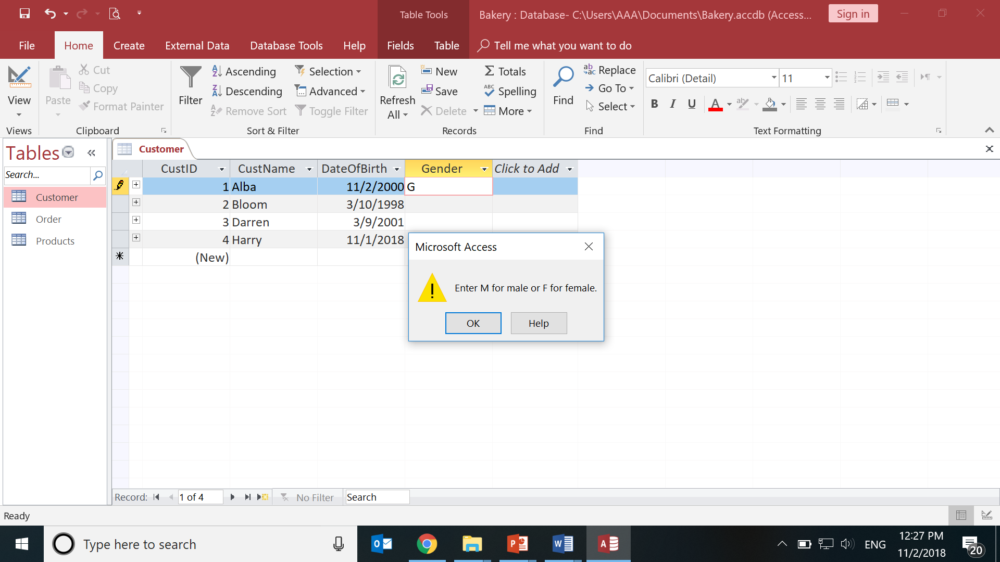 Table Tools
Bakery : Database- C:\Users\AAA\Documents\Bakery.accdb (Access...
Sign in
File
Home
Create
External Data
Database Tools
Help
Fields
Table
Tell me what you want to do
View
Views
Paste
Cut
Copy
Format Painter
Clipboard
Filter
Ascending
Descending
Remove Sort
Selection
Advanced
Toggle Filter
Sort & Filter
Refresh
All
New
Save
Delete
Totals
Spelling
More
Records
Find
Replace
Go To
Select
Find
Calibri (Detail)
11
B I U A
Text Formatting
Tables
Search...
Customer
Order
Products
Customer
CustID CustName DateOfBirth Gender Click to Add
1 Alba 11/2/2000 G
2 Bloom 3/10/1998
3 Darren 3/9/2001
4 Harry 11/1/2018
(New)
Microsoft Access
Enter M for male or F for female.
OK
Help
Record: 1 of 4 No Filter Search
Ready
Type here to search
ENG
12:27 PM
11/2/2018
20